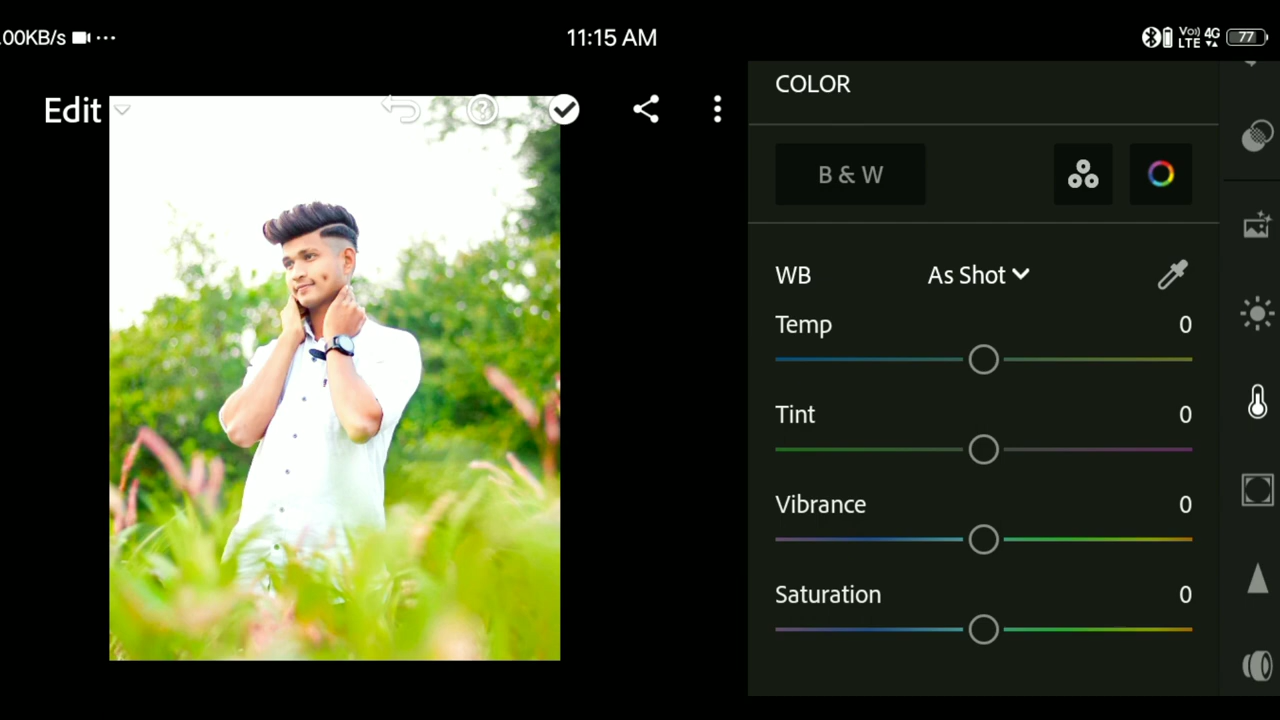 .00KB/s ...
11:15 AM
Vo)) LTE 4G 77
Edit
COLOR
B & W
WB As Shot
Temp 0
Tint 0
Vibrance 0
Saturation 0